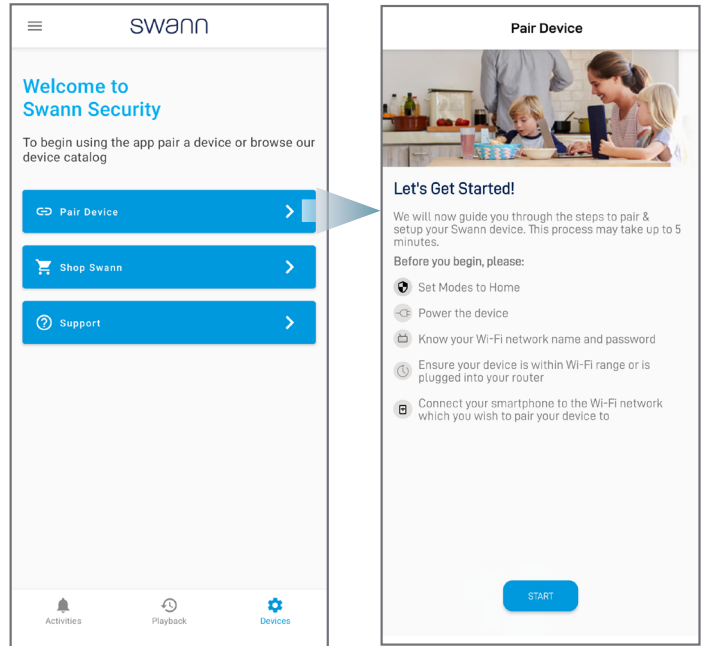 swann
Welcome to
Swann Security
To begin using the app pair a device or browse our
device catalog
Pair Device
Shop Swann
Support
Activities
Playback
Devices
Pair Device
Let's Get Started!
We will now guide you through the steps to pair &
setup your Swann device. This process may take up to 5
minutes.
Before you begin, please:
Set Modes to Home
Power the device
Know your Wi-Fi network name and password
Ensure your device is within Wi-Fi range or is
plugged into your router
Connect your smartphone to the Wi-Fi network
which you wish to pair your device to
START